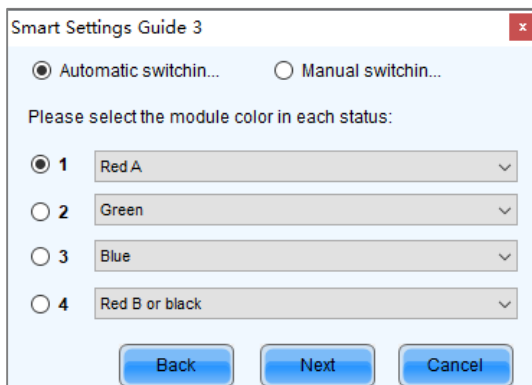 Smart Settings Guide 3
x
Automatic switchin... Manual switchin...
Please select the module color in each status:
1 Red A
2 Green
3 Blue
4 Red B or black
Back Next Cancel